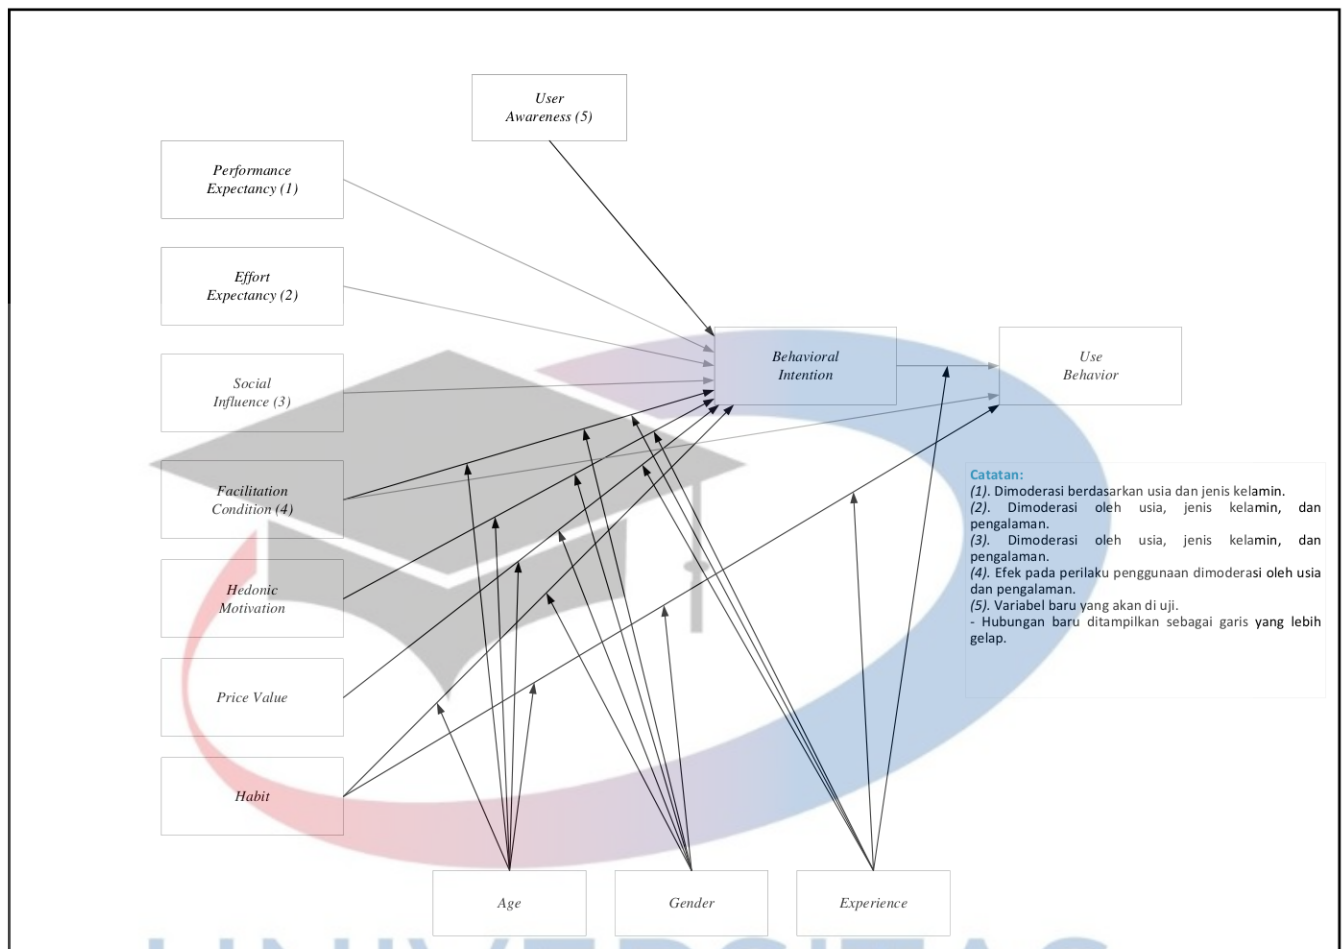 User
Awareness (5)
Performance
Expectancy (1)
Effort
Expectancy (2)
Social
Influence (3)
Facilitation
Condition (4)
Hedonic
Motivation
Price Value
Habit
Behavioral
Intention
Use
Behavior
Catatan:
(1). Dimoderasi berdasarkan usia dan jenis kelamin.
(2). Dimoderasi oleh usia, jenis kelamin, dan
pengalaman.
(3). Dimoderasi oleh usia, jenis kelamin, dan
pengalaman.
(4). Efek pada perilaku penggunaan dimoderasi oleh usia
dan pengalaman.
(5). Variabel baru yang akan di uji.
- Hubungan baru ditampilkan sebagai garis yang lebih
gelap.
Age
Gender
Experience
UNIVERSITAS